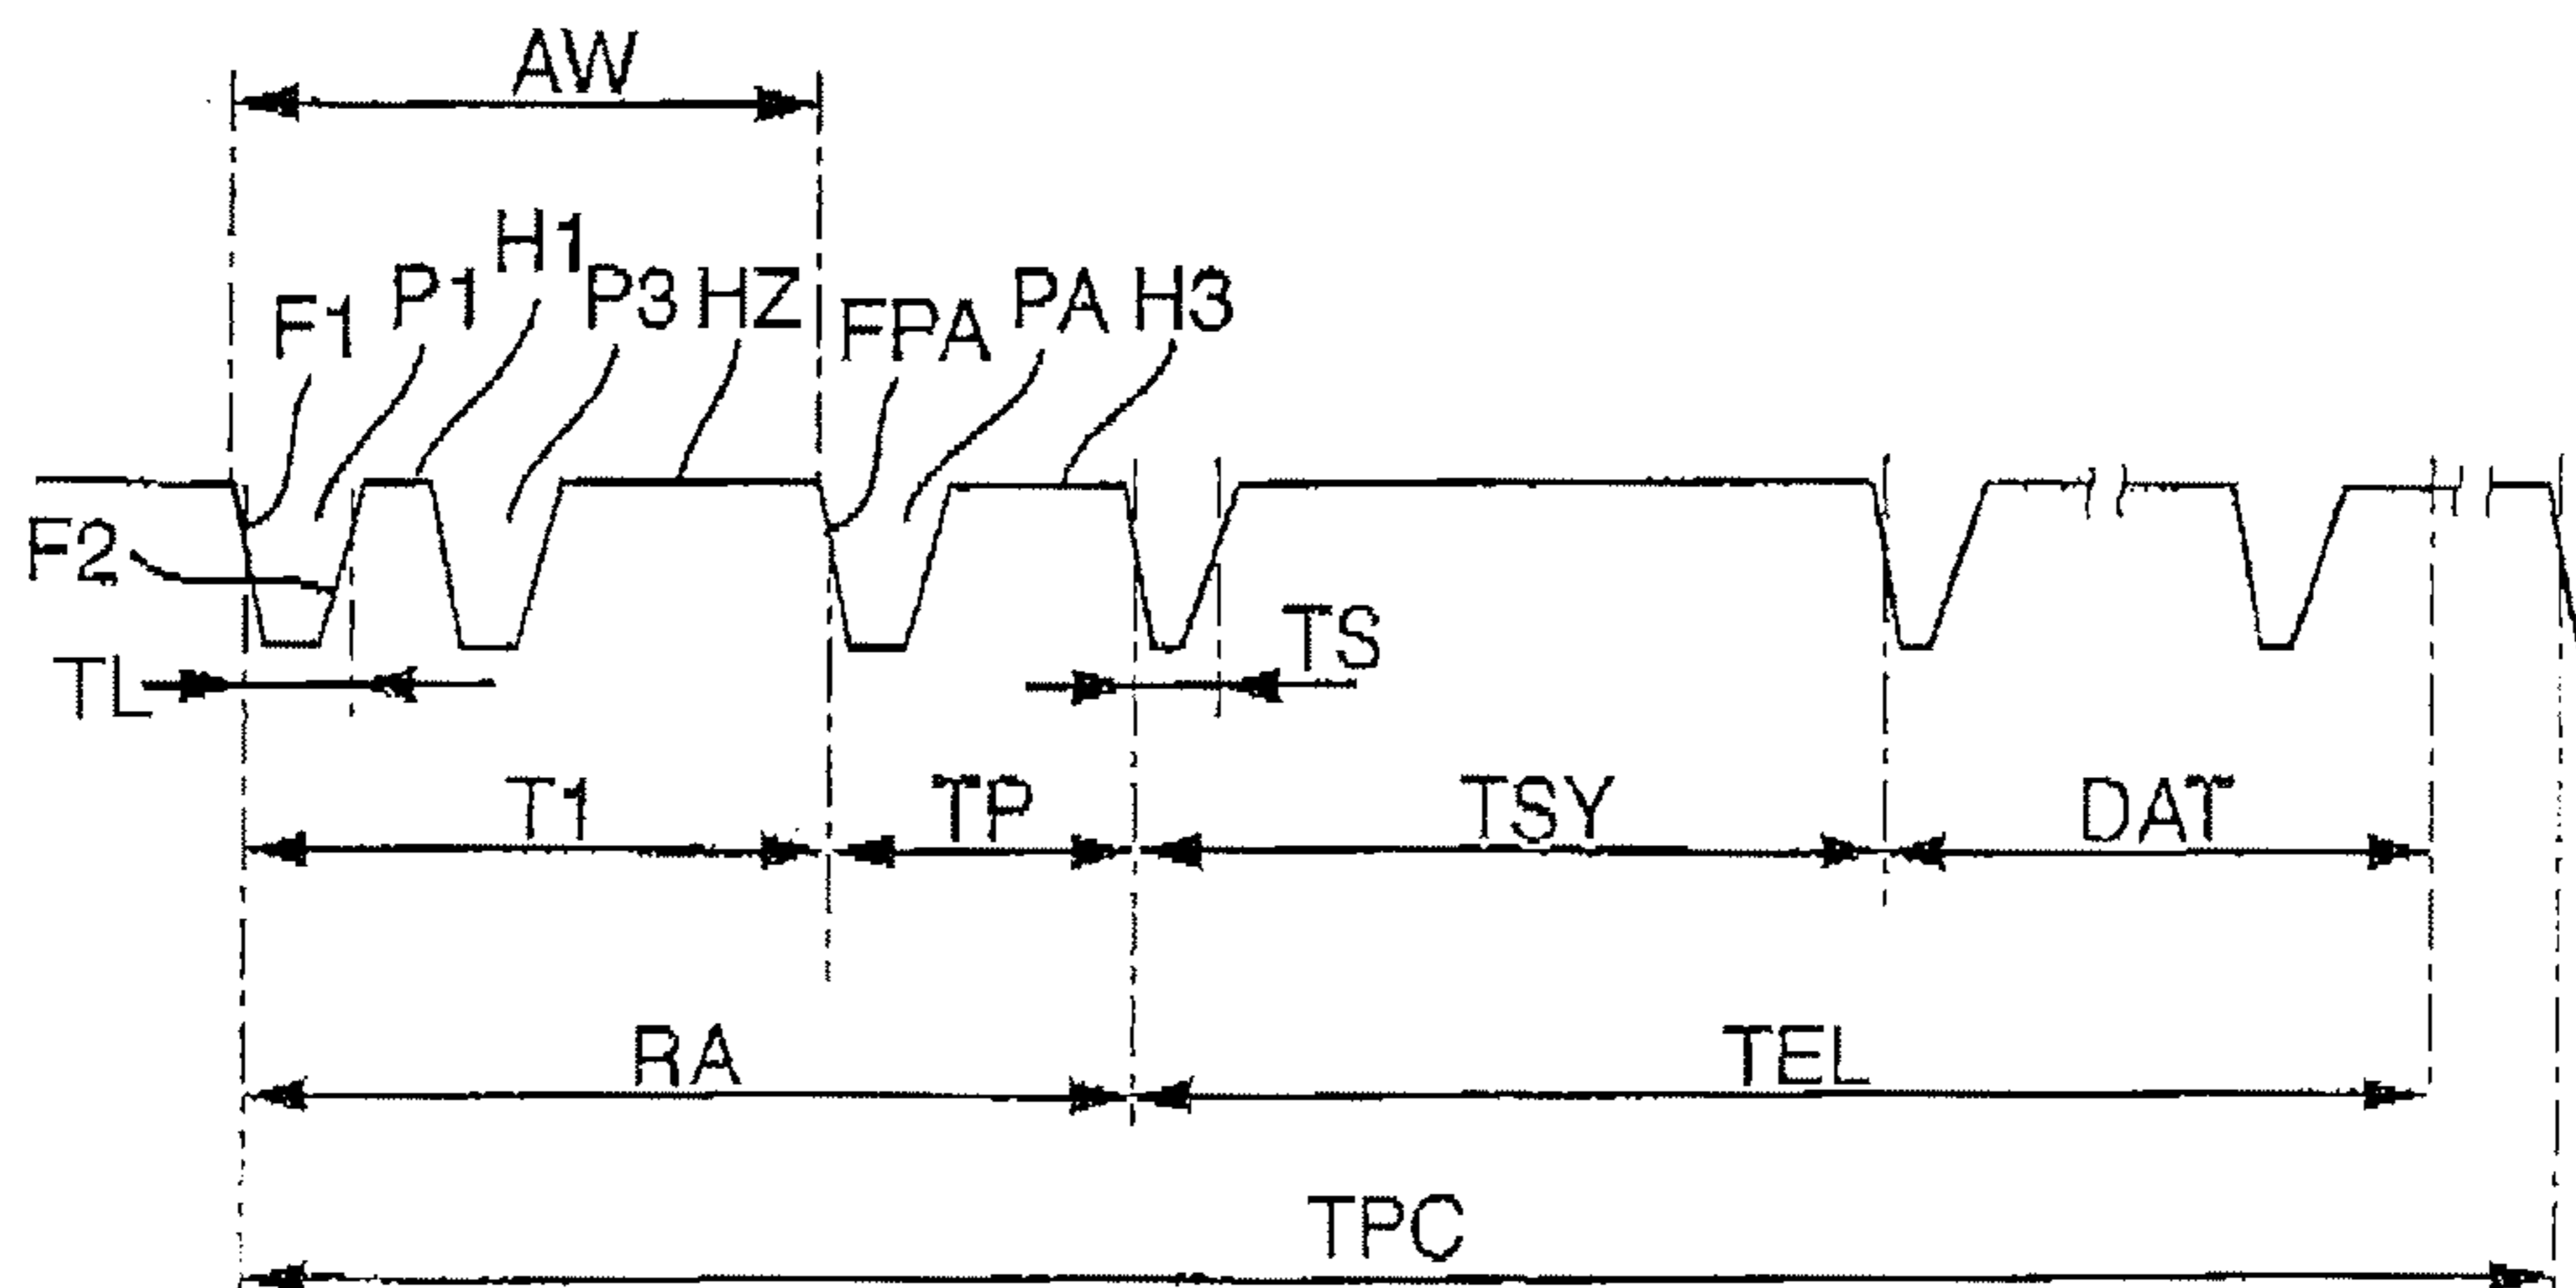 AW
F1 P1 H1 P3 HZ FPA PA H3
F2
TL TS
T1 TP TSY DAT
RA TEL
TPC